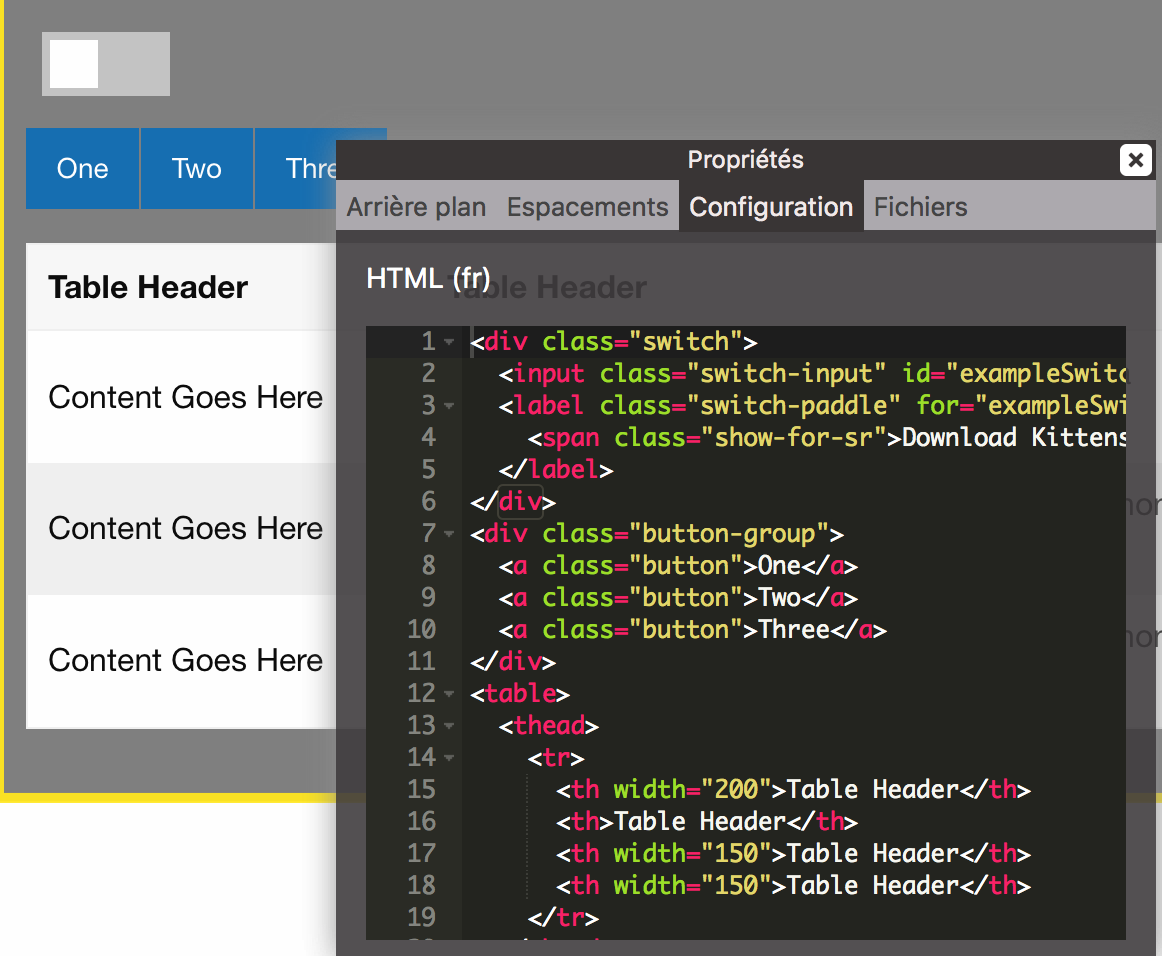 One Two Thre
Propriétés
Arrière plan Espacements Configuration Fichiers
Table Header
HTML (fr)
Table Header
Content Goes Here
Content Goes Here
Content Goes Here
1 <div class="switch">
2 <input class="switch-input" id="exampleSwitc
3 <label class="switch-paddle" for="exampleSwi
4 <span class="show-for-sr">Download Kittens
5 </label>
6 </div>
7 <div class="button-group">
8 <a class="button">One</a>
9 <a class="button">Two</a>
10 <a class="button">Three</a>
11 </div>
12 <table>
13 <thead>
14 <tr>
15 <th width="200">Table Header</th>
16 <th>Table Header</th>
17 <th width="150">Table Header</th>
18 <th width="150">Table Header</th>
19 </tr>